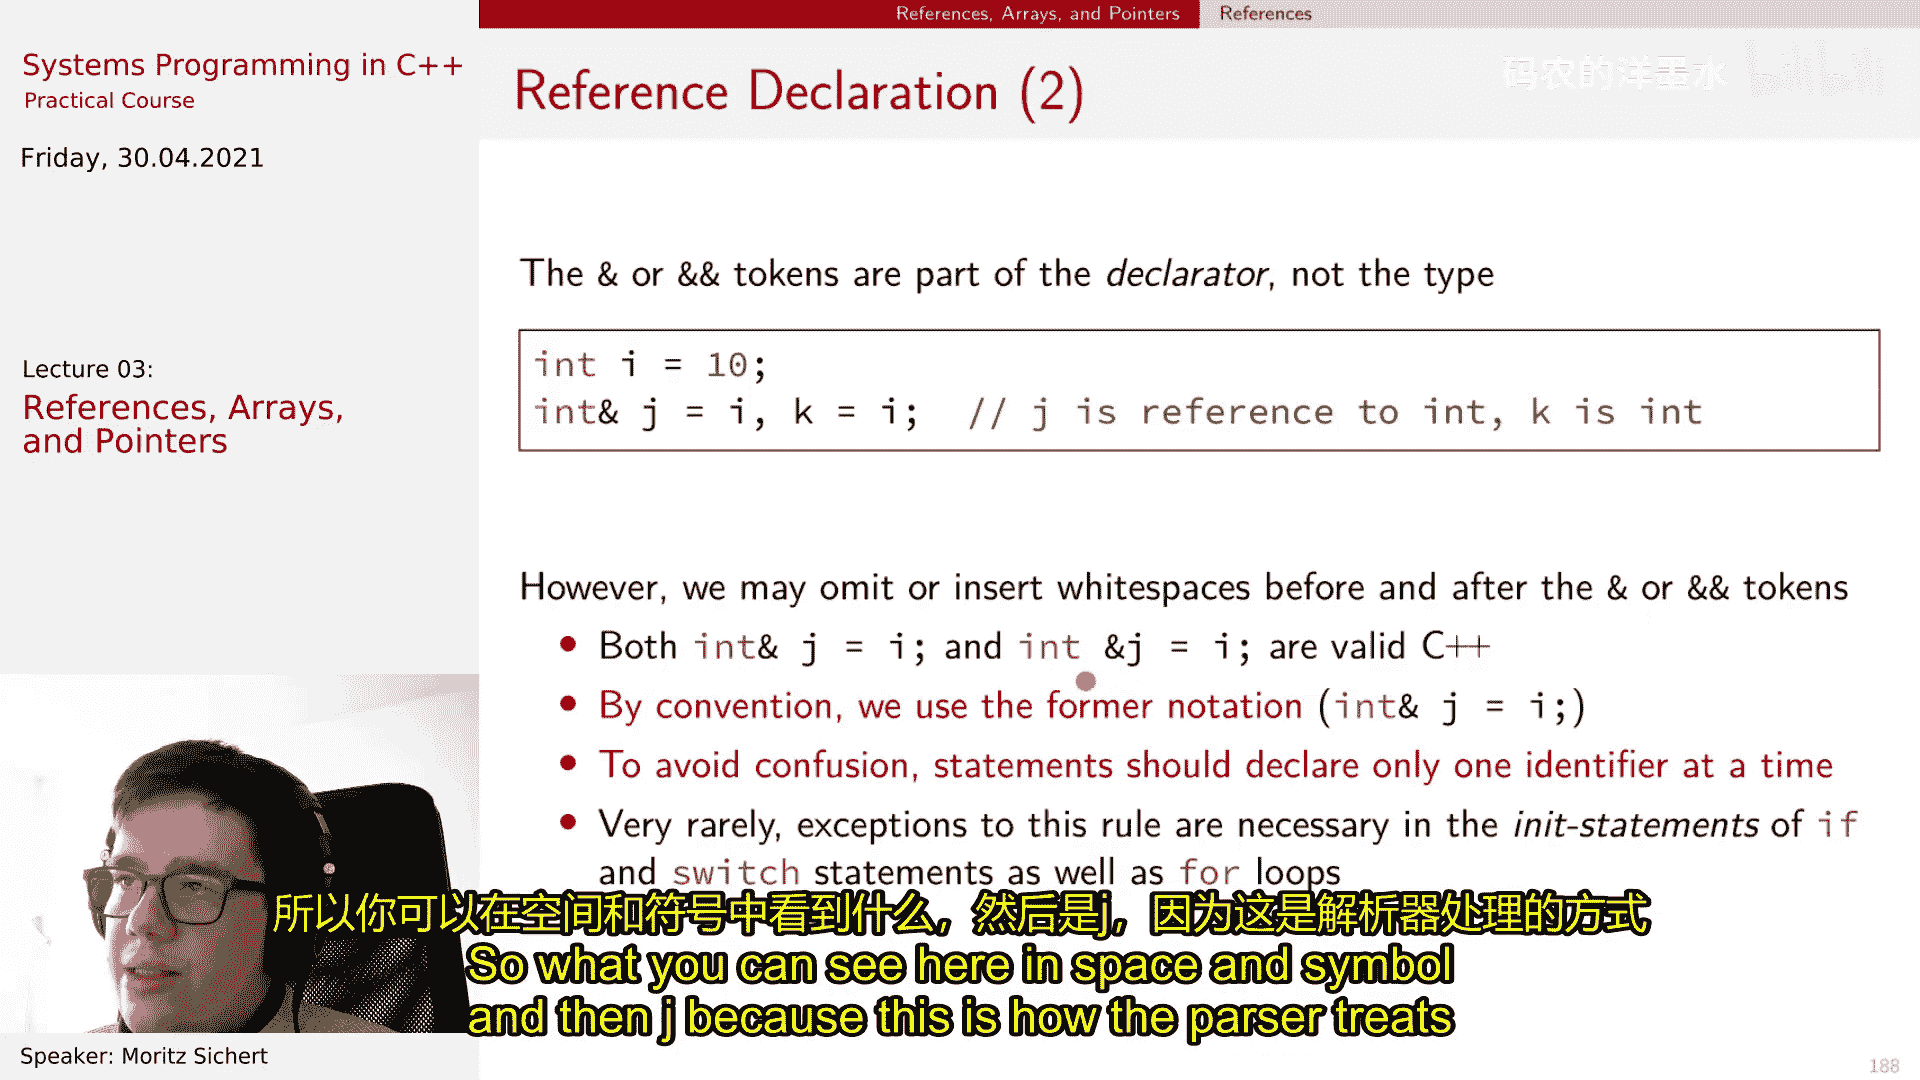 References, Arrays, and Pointers References
Systems Programming in C++
Practical Course
Friday, 30.04.2021
Lecture 03:
References, Arrays,
and Pointers
码农的洋墨水
Reference Declaration (2)
The & or && tokens are part of the declarator, not the type
int i = 10;
int& j = i, k = i; // j is reference to int, k is int
However, we may omit or insert whitespaces before and after the & or && tokens
• Both int& j = i; and int &j = i; are valid C++
• By convention, we use the former notation (int& j = i;)
• To avoid confusion, statements should declare only one identifier at a time
• Very rarely, exceptions to this rule are necessary in the init-statements of if
and switch statements as well as for loops
所以你可以在空间和符号中看到什么，然后是j，因为这是解析器处理的方式
So what you can see here in space and symbol
and then j because this is how the parser treats
Speaker: Moritz Sichert
188